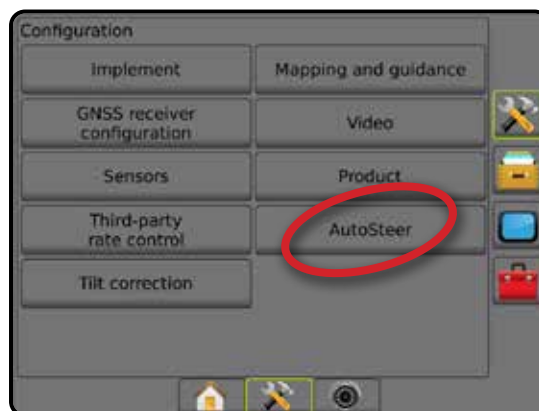 Configuration
Implement
Mapping and guidance
GNSS receiver
configuration
Video
Sensors
Product
Third-party
rate control
AutoSteer
Tilt correction